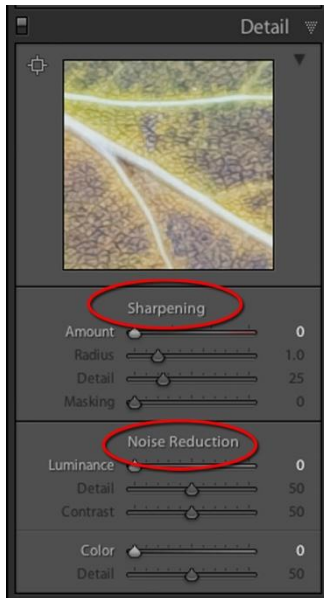 Detail
Sharpening
Amount 0
Radius 1.0
Detail 25
Masking 0
Noise Reduction
Luminance 0
Detail 50
Contrast 50
Color 0
Detail 50